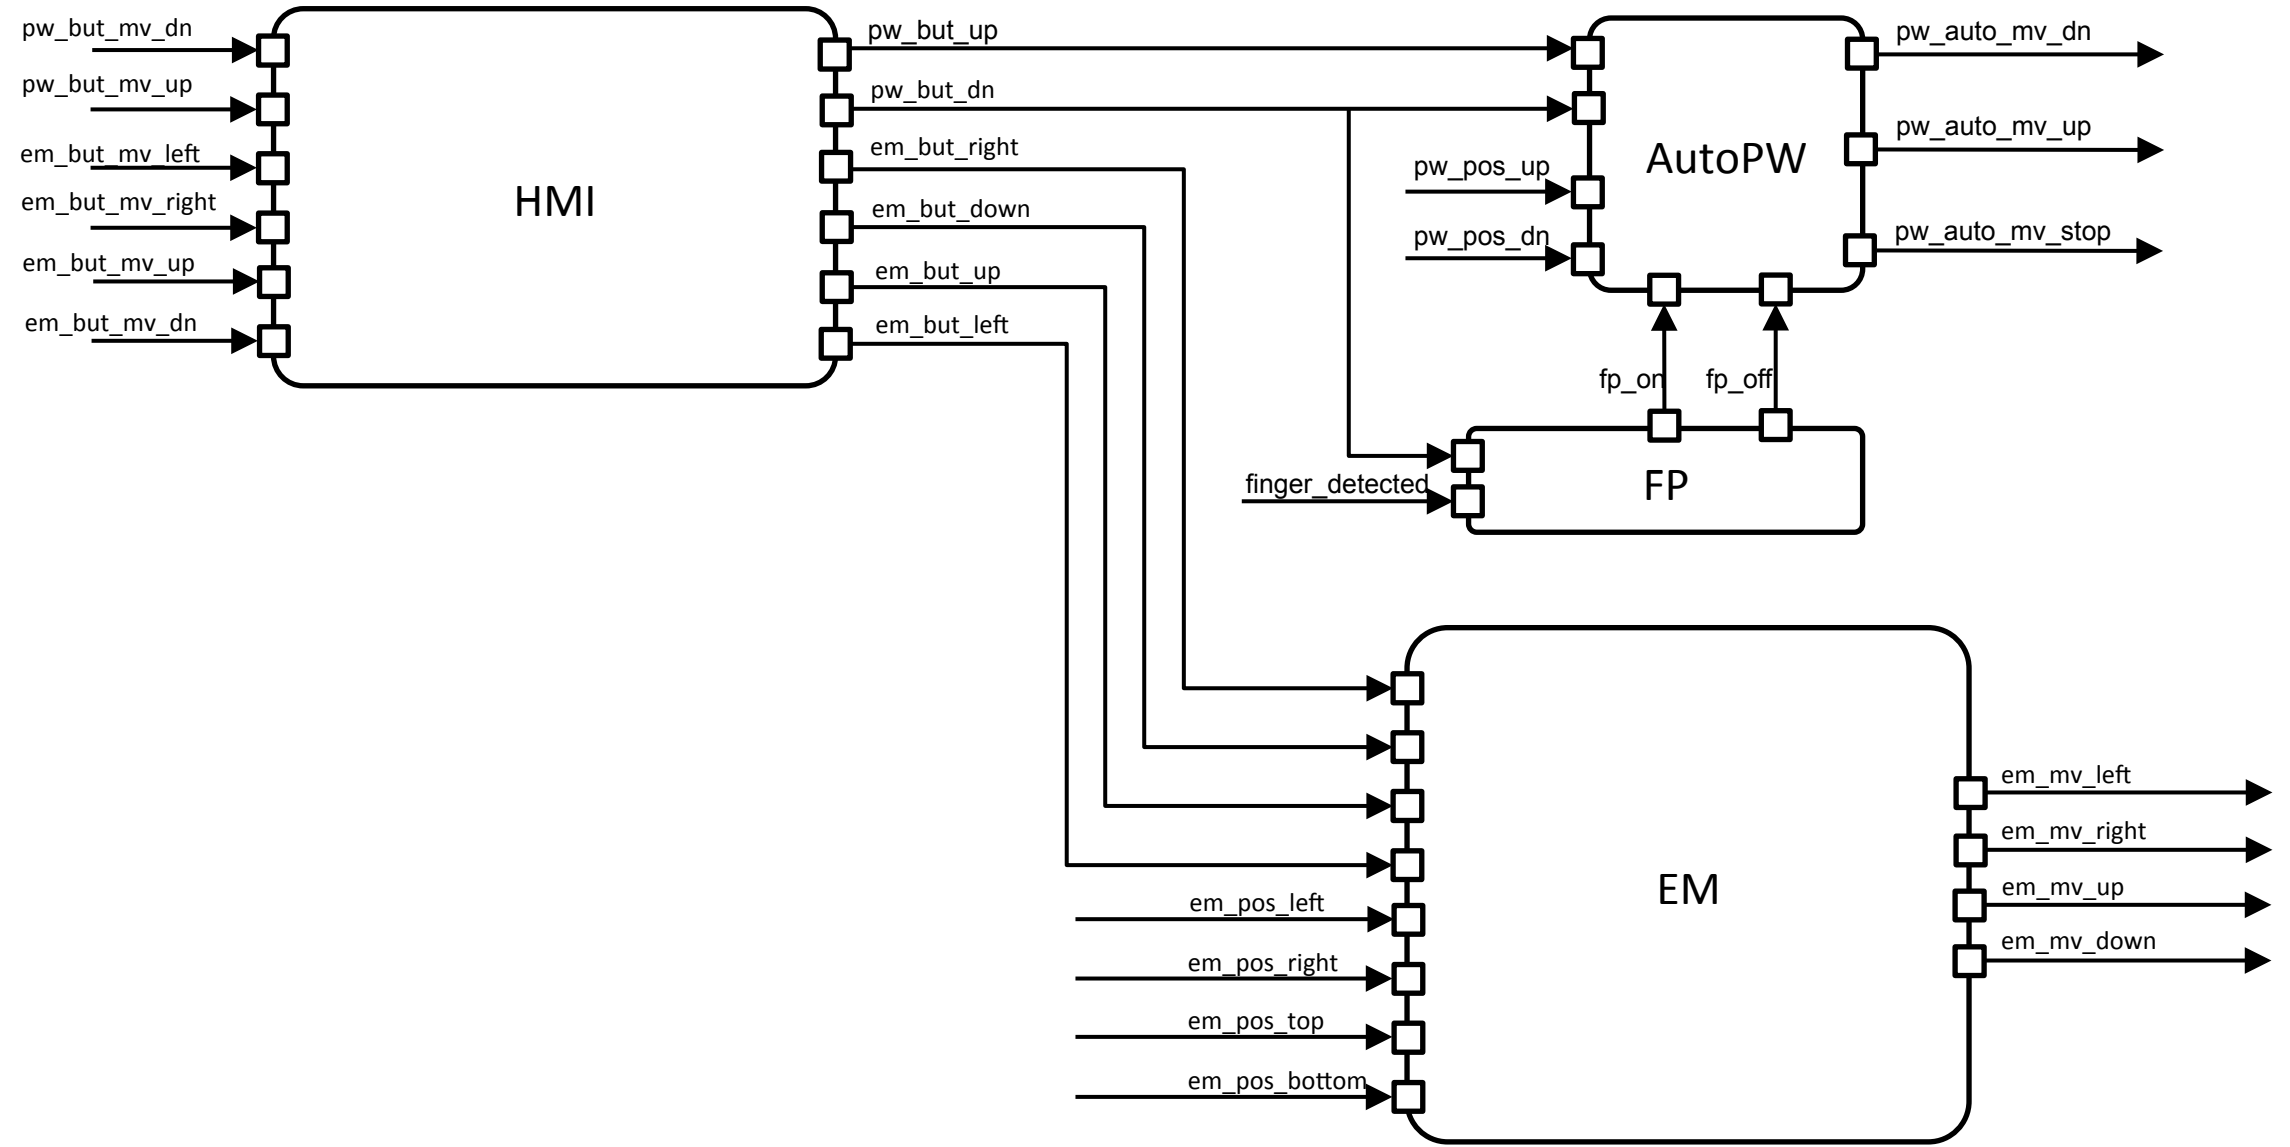 pw_but_mv_dn
pw_but_mv_up
em_but_mv_left
em_but_mv_right
em_but_mv_up
em_but_mv_dn
HMI
pw_but_up
pw_but_dn
em_but_right
em_but_down
em_but_up
em_but_left
pw_pos_up
pw_pos_dn
AutoPW
pw_auto_mv_dn
pw_auto_mv_up
pw_auto_mv_stop
fp_on
fp_off
finger_detected
FP
em_pos_left
em_pos_right
em_pos_top
em_pos_bottom
EM
em_mv_left
em_mv_right
em_mv_up
em_mv_down